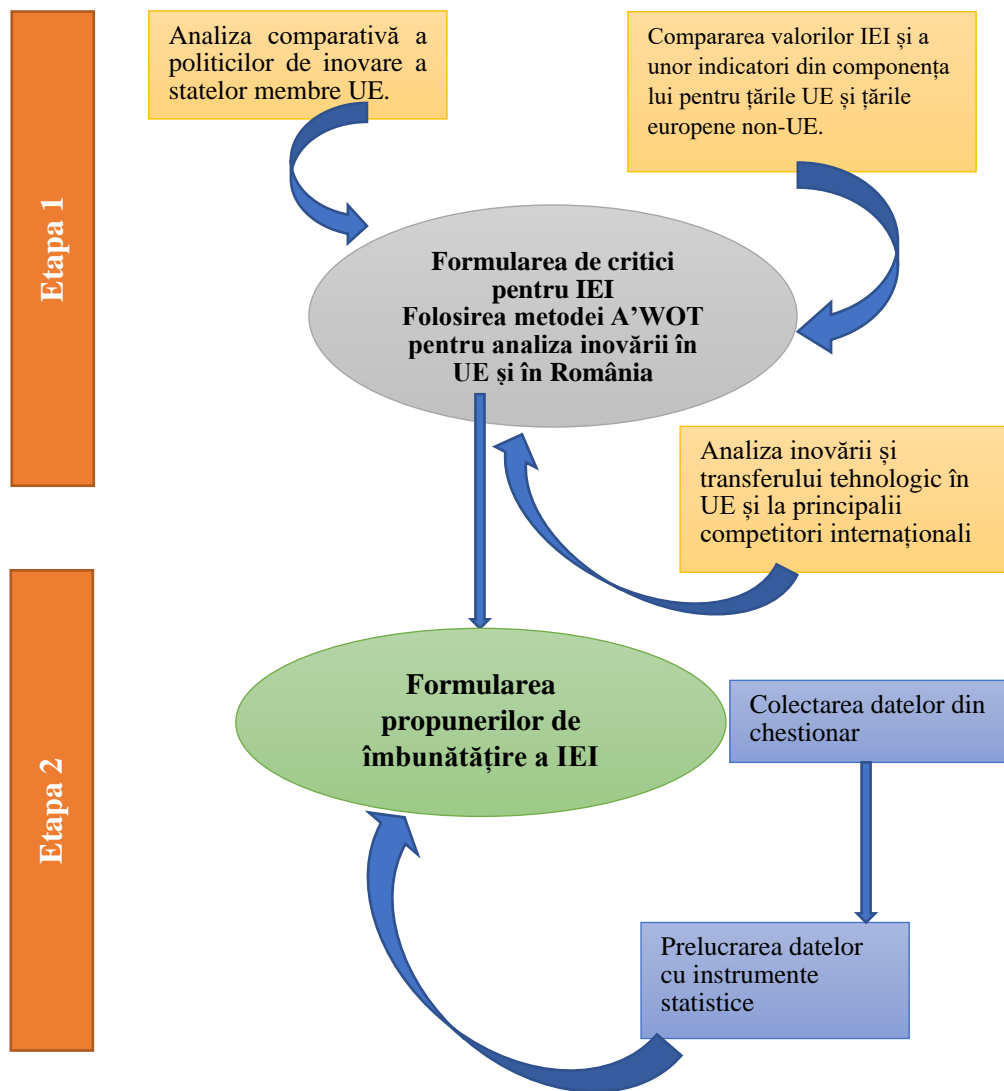 Etapa 1
Analiza comparativă a
politicilor de inovare a
statelor membre UE.
Compararea valorilor IEI și a
unor indicatori din componența
lui pentru țările UE și țările
europene non-UE.
Formularea de critici
pentru IEI
Folosirea metodei A’WOT
pentru analiza inovării în
UE și în România
Analiza inovării și
transferului tehnologic în
UE și la principalii
competitori internaționali
Etapa 2
Formularea
propunerilor de
îmbunătățire a IEI
Colectarea datelor din
chestionar
Prelucrarea datelor
cu instrumente
statistice